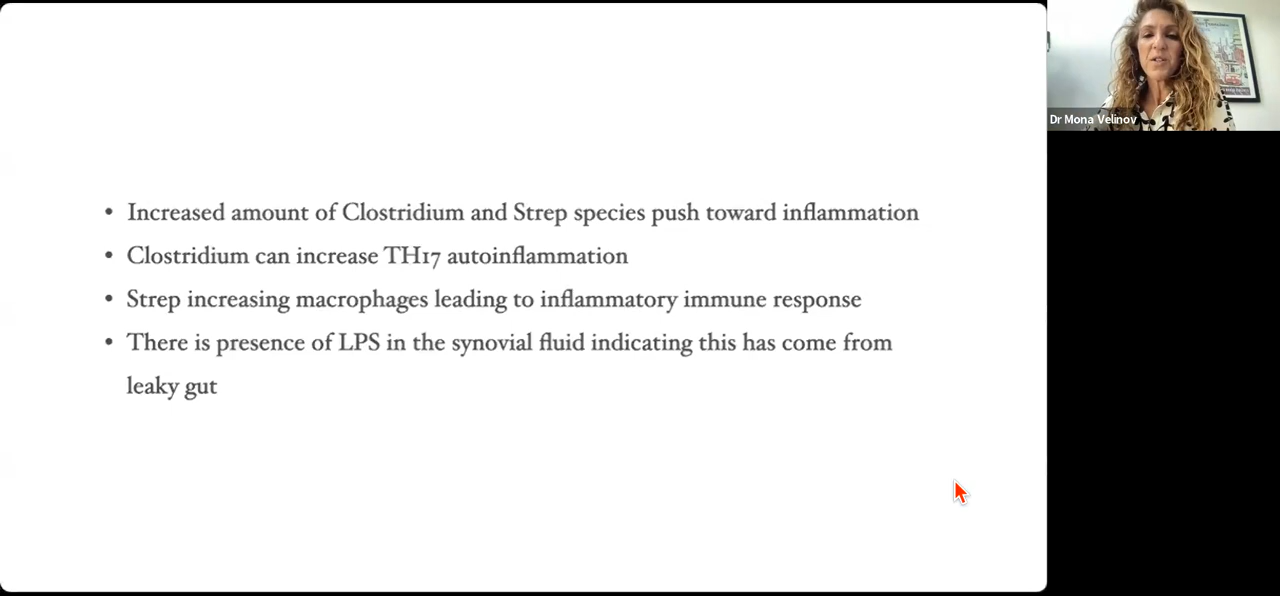 • Increased amount of Clostridium and Strep species push toward inflammation
• Clostridium can increase TH17 autoinflammation
• Strep increasing macrophages leading to inflammatory immune response
• There is presence of LPS in the synovial fluid indicating this has come from
leaky gut
Dr Mona Velinov